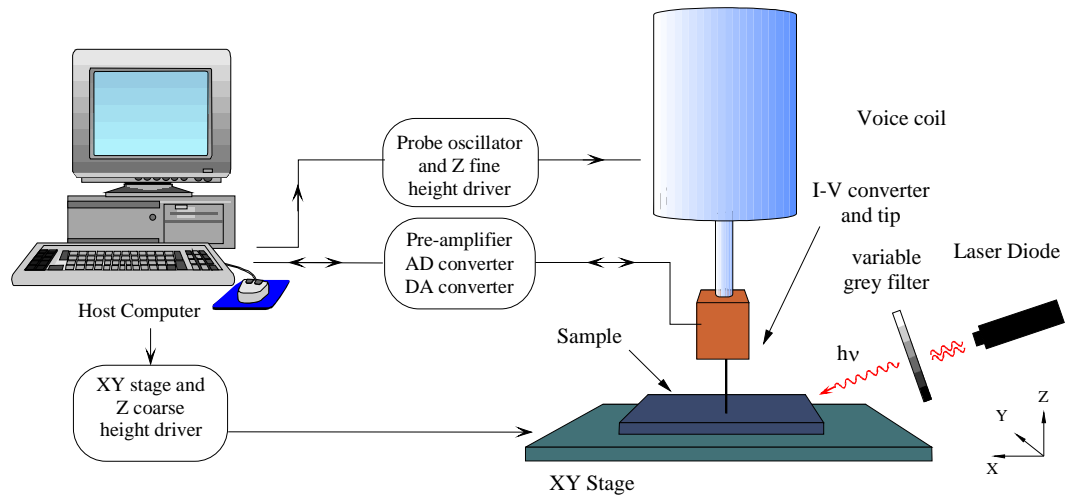 Probe oscillator
and Z fine
height driver
Voice coil
I-V converter
and tip
Pre-amplifier
AD converter
DA converter
variable
grey filter
Laser Diode
Host Computer
Sample
hν
XY stage and
Z coarse
height driver
Z
Y
X
XY Stage